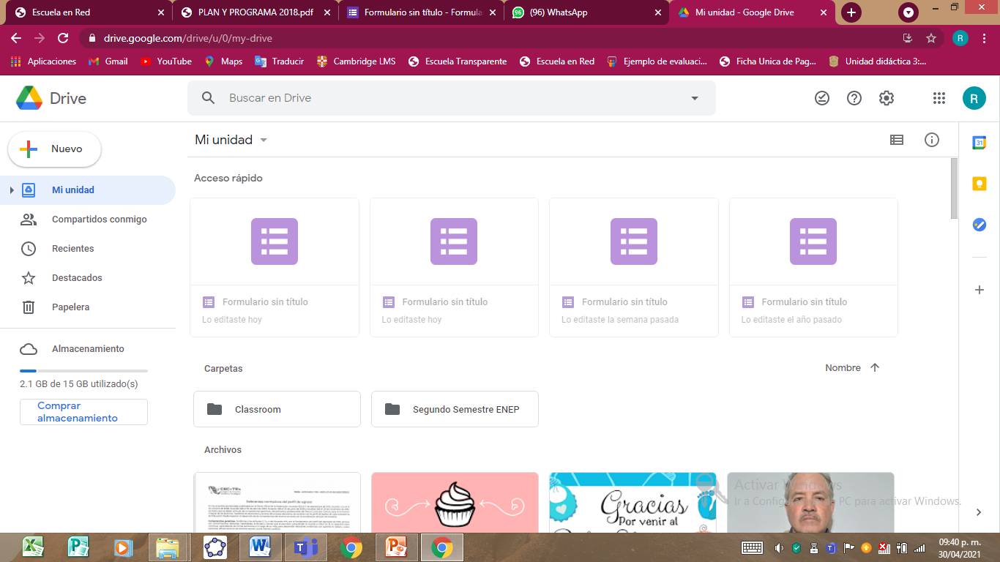 Escuela en Red
PLAN Y PROGRAMA 2018.pdf
Formulario sin título - Formula
(96) WhatsApp
Mi unidad - Google Drive
drive.google.com/drive/u/0/my-drive
R
Aplicaciones
Gmail
YouTube
Maps
Traducir
Cambridge LMS
Escuela Transparente
Escuela en Red
Ejemplo de evaluaci...
Ficha Unica de Pag...
Unidad didáctica 3:...
Drive
Buscar en Drive
R
Nuevo
Mi unidad
Compartidos conmigo
Recientes
Destacados
Papelera
Almacenamiento
2.1 GB de 15 GB utilizado(s)
Comprar
almacenamiento
Mi unidad
Acceso rápido
Formulario sin título
Lo editaste hoy
Formulario sin título
Lo editaste hoy
Formulario sin título
Lo editaste la semana pasada
Formulario sin título
Lo editaste el año pasado
Carpetas
Nombre
Classroom
Segundo Semestre ENEP
Archivos
CECyTEs
Gracias
Por venir al
Activar Windows
Ir a Config PC para activar Windows.
31
09:40 p. m.
30/04/2021